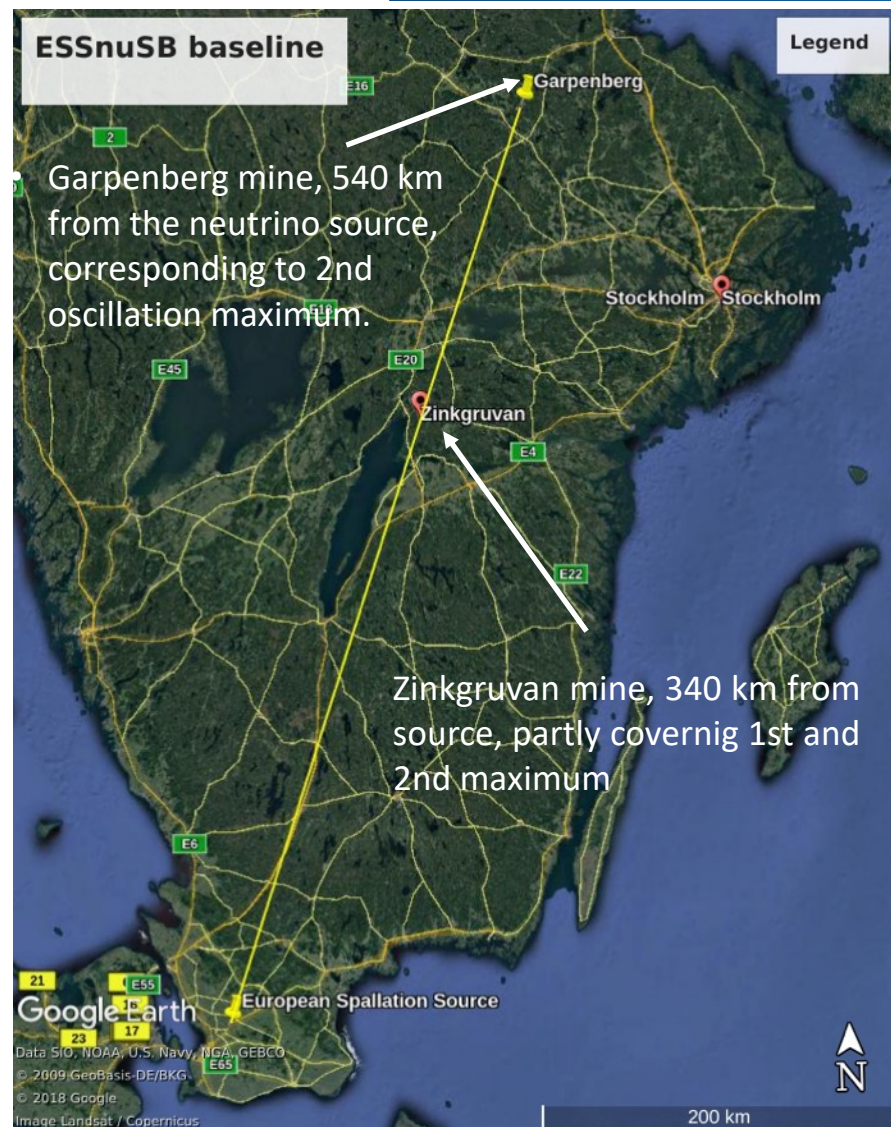 ESSnuSB baseline
Legend
Garpenberg
E16
2
• Garpenberg mine, 540 km
from the neutrino source,
corresponding to 2nd
oscillation maximum.
E18
Stockholm Stockholm
E20
E45
Zinkgruvan
E4
E22
Zinkgruvan mine, 340 km from
source, partly covernig 1st and
2nd maximum
E6
21
E55
European Spallation Source
Google Earth
16
17
23
Data SIO, NOAA, U.S. Navy, NGA, GEBCO
© 2009 GeoBasis-DE/BKG
E65
© 2018 Google
Image Landsat / Copernicus
N
200 km